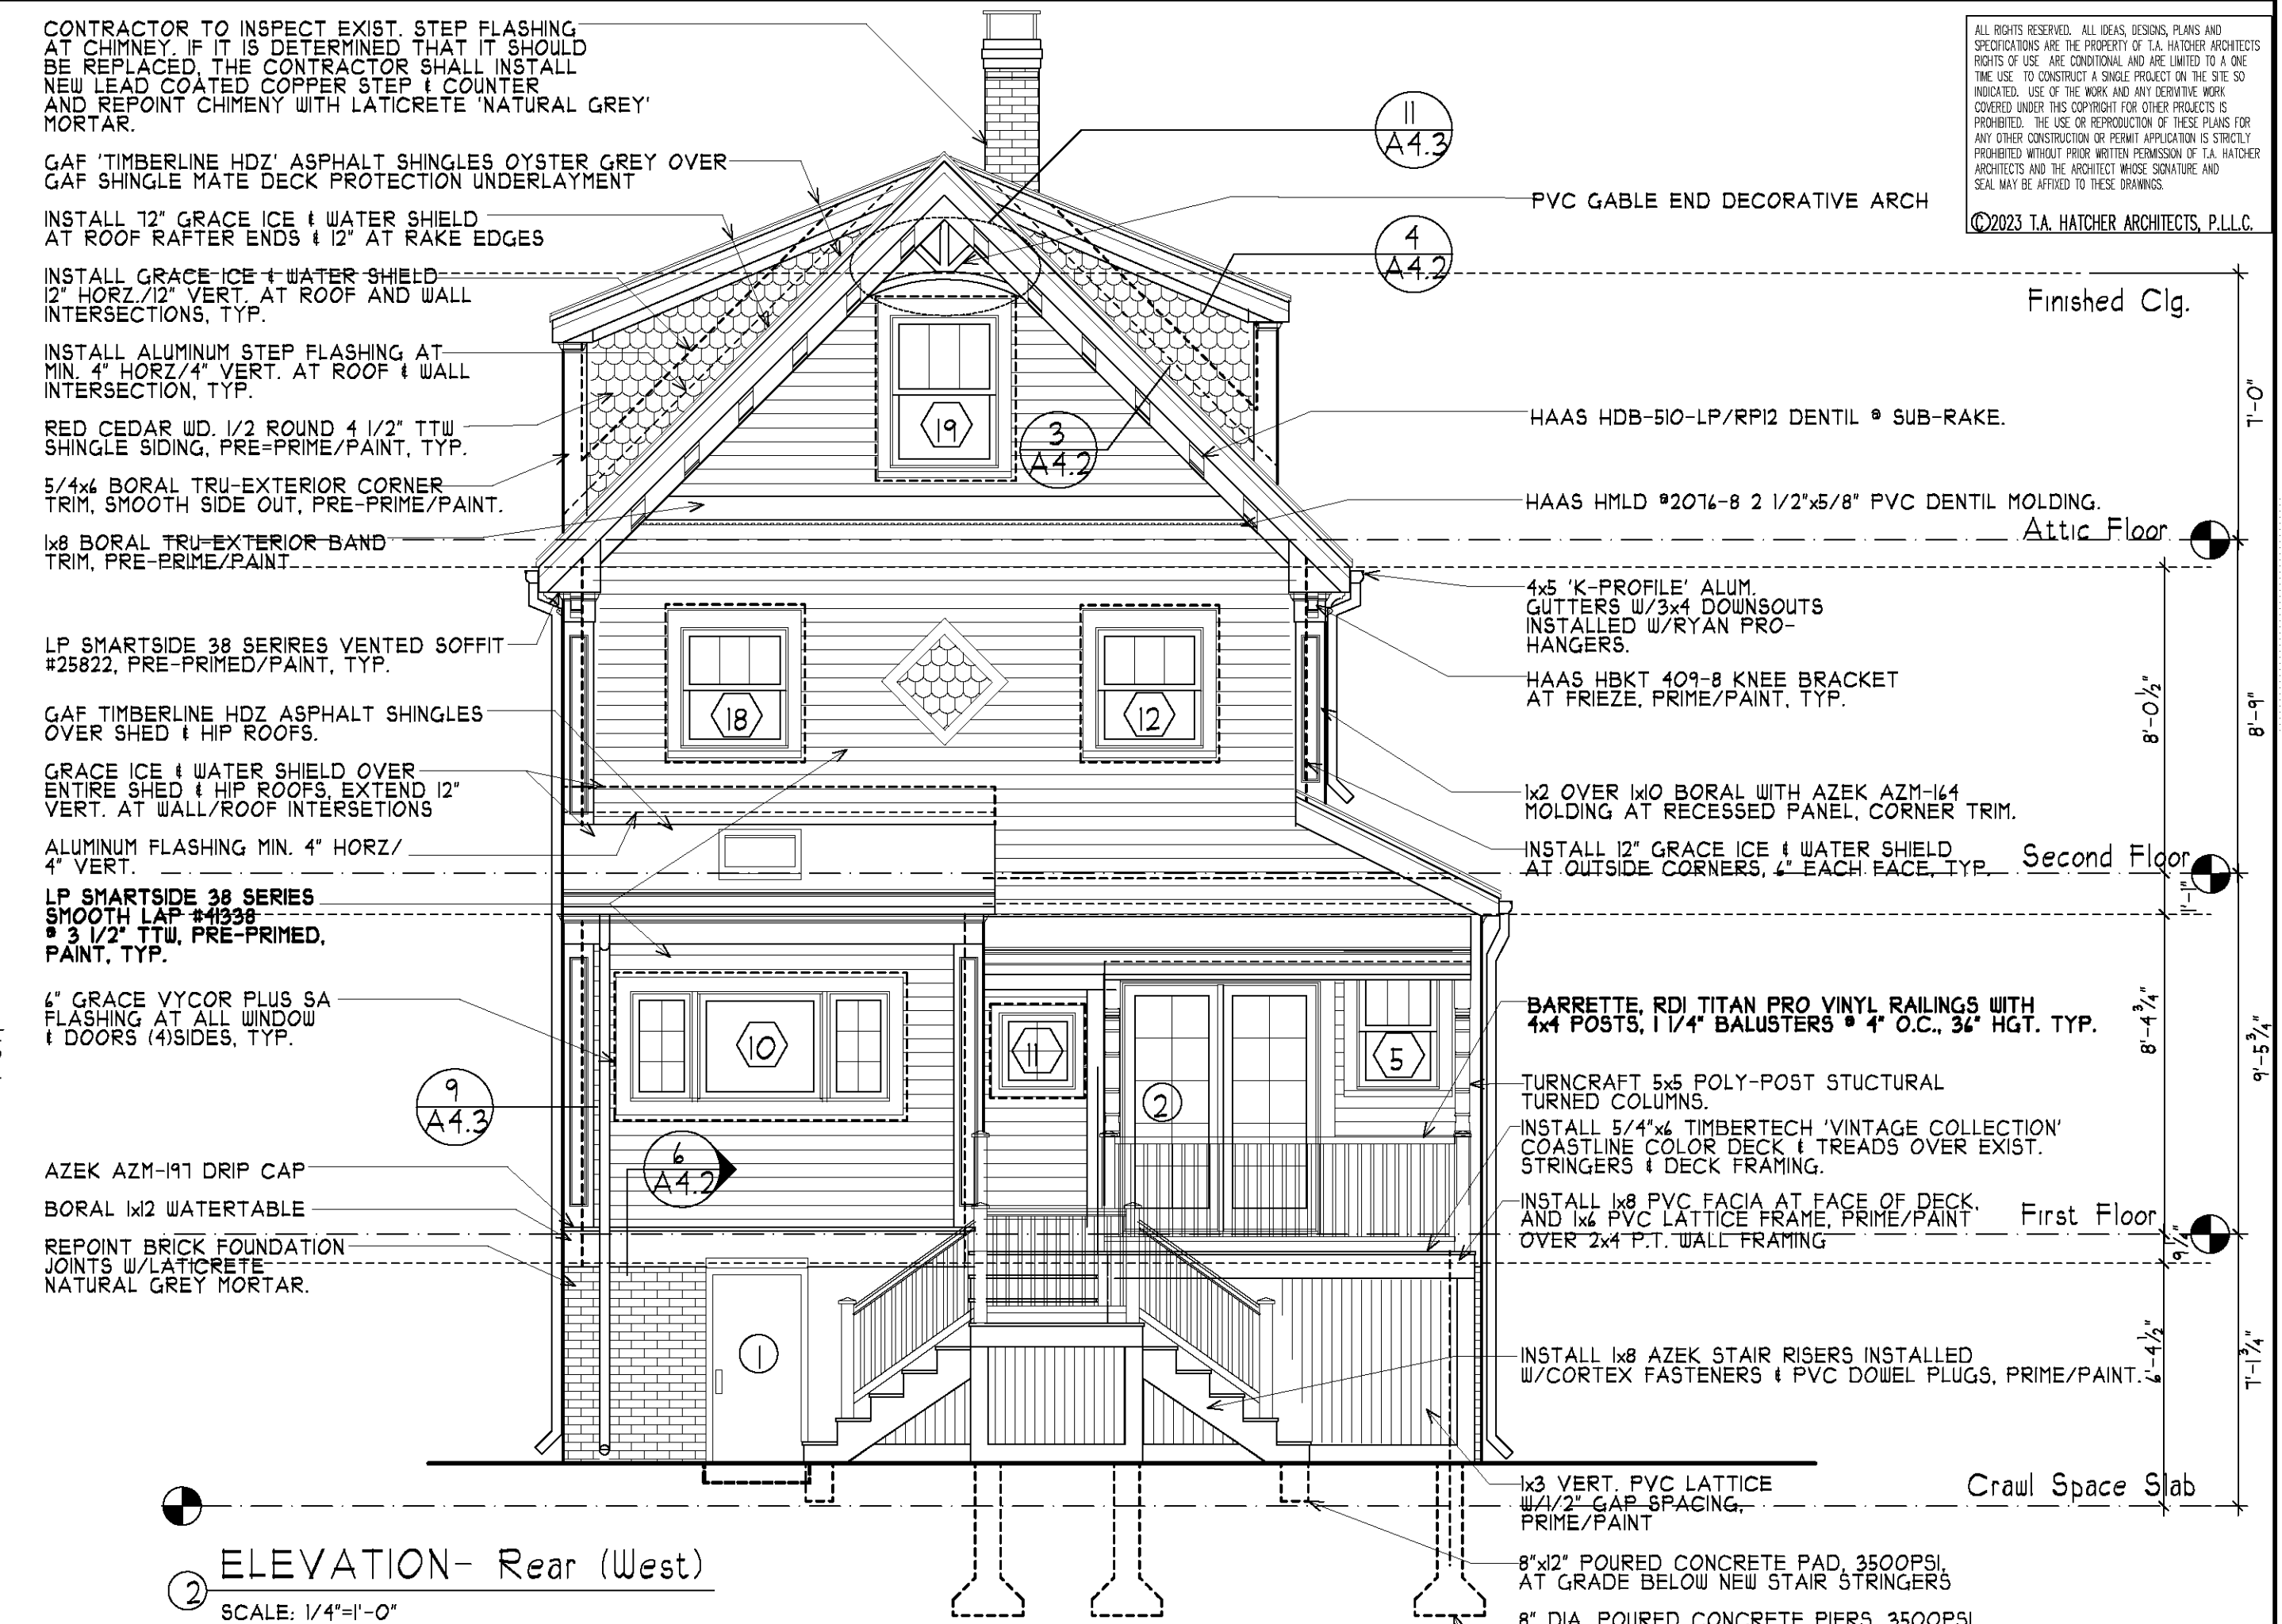 CONTRACTOR TO INSPECT EXIST. STEP FLASHING
AT CHIMNEY. IF IT IS DETERMINED THAT IT SHOULD
BE REPLACED, THE CONTRACTOR SHALL INSTALL
NEW LEAD COATED COPPER STEP & COUNTER
AND REPOINT CHIMENY WITH LATICRETE 'NATURAL GREY'
MORTAR.
GAF 'TIMBERLINE HDZ' ASPHALT SHINGLES OYSTER GREY OVER
GAF SHINGLE MATE DECK PROTECTION UNDERLAYMENT
INSTALL 72" GRACE ICE & WATER SHIELD
AT ROOF RAFTER ENDS & 12" AT RAKE EDGES
INSTALL GRACE ICE & WATER SHIELD
12" HORZ./12" VERT. AT ROOF AND WALL
INTERSECTIONS, TYP.
INSTALL ALUMINUM STEP FLASHING AT
MIN. 4" HORZ/4" VERT. AT ROOF & WALL
INTERSECTION, TYP.
RED CEDAR WD. 1/2 ROUND 4 1/2" TTW
SHINGLE SIDING, PRE=PRIME/PAINT, TYP.
5/4x6 BORAL TRU-EXTERIOR CORNER
TRIM, SMOOTH SIDE OUT, PRE-PRIME/PAINT.
1x8 BORAL TRU-EXTERIOR BAND
TRIM, PRE-PRIME/PAINT
LP SMARTSIDE 38 SERIRES VENTED SOFFIT
#25822, PRE-PRIMED/PAINT, TYP.
GAF TIMBERLINE HDZ ASPHALT SHINGLES
OVER SHED & HIP ROOFS.
GRACE ICE & WATER SHIELD OVER
ENTIRE SHED & HIP ROOFS, EXTEND 12"
VERT. AT WALL/ROOF INTERSETIONS
ALUMINUM FLASHING MIN. 4" HORZ/
4" VERT.
LP SMARTSIDE 38 SERIES
SMOOTH LAP #41338
@ 3 1/2" TTW, PRE-PRIMED,
PAINT, TYP.
6" GRACE VYCOR PLUS SA
FLASHING AT ALL WINDOW
& DOORS (4)SIDES, TYP.
9
A4.3
AZEK AZM-197 DRIP CAP
BORAL 1x12 WATERTABLE
REPOINT BRICK FOUNDATION
JOINTS W/LATICRETE
NATURAL GREY MORTAR.
11
A4.3
4
A4.2
3
A4.2
6
A4.2
19
18
12
10
11
5
2
1
ALL RIGHTS RESERVED. ALL IDEAS, DESIGNS, PLANS AND
SPECIFICATIONS ARE THE PROPERTY OF T.A. HATCHER ARCHITECTS
RIGHTS OF USE ARE CONDITIONAL AND ARE LIMITED TO A ONE
TIME USE TO CONSTRUCT A SINGLE PROJECT ON THE SITE SO
INDICATED. USE OF THE WORK AND ANY DERIVITIVE WORK
COVERED UNDER THIS COPYRIGHT FOR OTHER PROJECTS IS
PROHIBITED. THE USE OR REPRODUCTION OF THESE PLANS FOR
ANY OTHER CONSTRUCTION OR PERMIT APPLICATION IS STRICTLY
PROHIBITED WITHOUT PRIOR WRITTEN PERMISSION OF T.A. HATCHER
ARCHITECTS AND THE ARCHITECT WHOSE SIGNATURE AND
SEAL MAY BE AFFIXED TO THESE DRAWINGS.
©2023 T.A. HATCHER ARCHITECTS, P.L.L.C.
PVC GABLE END DECORATIVE ARCH
Finished Clg.
7'-0"
HAAS HDB-510-LP/RP12 DENTIL @ SUB-RAKE.
HAAS HMLD @2076-8 2 1/2"x5/8" PVC DENTIL MOLDING.
Attic Floor
4x5 'K-PROFILE' ALUM.
GUTTERS W/3x4 DOWNSOUTS
INSTALLED W/RYAN PRO-
HANGERS.
HAAS HBKT 409-8 KNEE BRACKET
AT FRIEZE, PRIME/PAINT, TYP.
8'-0 1/2"
8'-9"
1x2 OVER 1x10 BORAL WITH AZEK AZM-164
MOLDING AT RECESSED PANEL, CORNER TRIM.
INSTALL 12" GRACE ICE & WATER SHIELD
AT OUTSIDE CORNERS, 6" EACH FACE, TYP.
Second Floor
1'-1"
BARRETTE, RDI TITAN PRO VINYL RAILINGS WITH
4x4 POSTS, 1 1/4" BALUSTERS @ 4" O.C., 36" HGT. TYP.
8'-4 3/4"
9'-5 3/4"
TURNCRAFT 5x5 POLY-POST STUCTURAL
TURNED COLUMNS.
INSTALL 5/4"x6 TIMBERTECH 'VINTAGE COLLECTION'
COASTLINE COLOR DECK & TREADS OVER EXIST.
STRINGERS & DECK FRAMING.
INSTALL 1x8 PVC FACIA AT FACE OF DECK,
AND 1x6 PVC LATTICE FRAME, PRIME/PAINT
OVER 2x4 P.T. WALL FRAMING
First Floor
9 1/4"
INSTALL 1x8 AZEK STAIR RISERS INSTALLED
W/CORTEX FASTENERS & PVC DOWEL PLUGS, PRIME/PAINT.
6'-4 1/2"
7'-1 3/4"
1x3 VERT. PVC LATTICE
W/1/2" GAP SPACING,
PRIME/PAINT
Crawl Space Slab
8"x12" POURED CONCRETE PAD, 3500PSI,
AT GRADE BELOW NEW STAIR STRINGERS
8" DIA. POURED CONCRETE PIERS, 3500PSI
2
ELEVATION- Rear (West)
SCALE: 1/4"=1'-0"